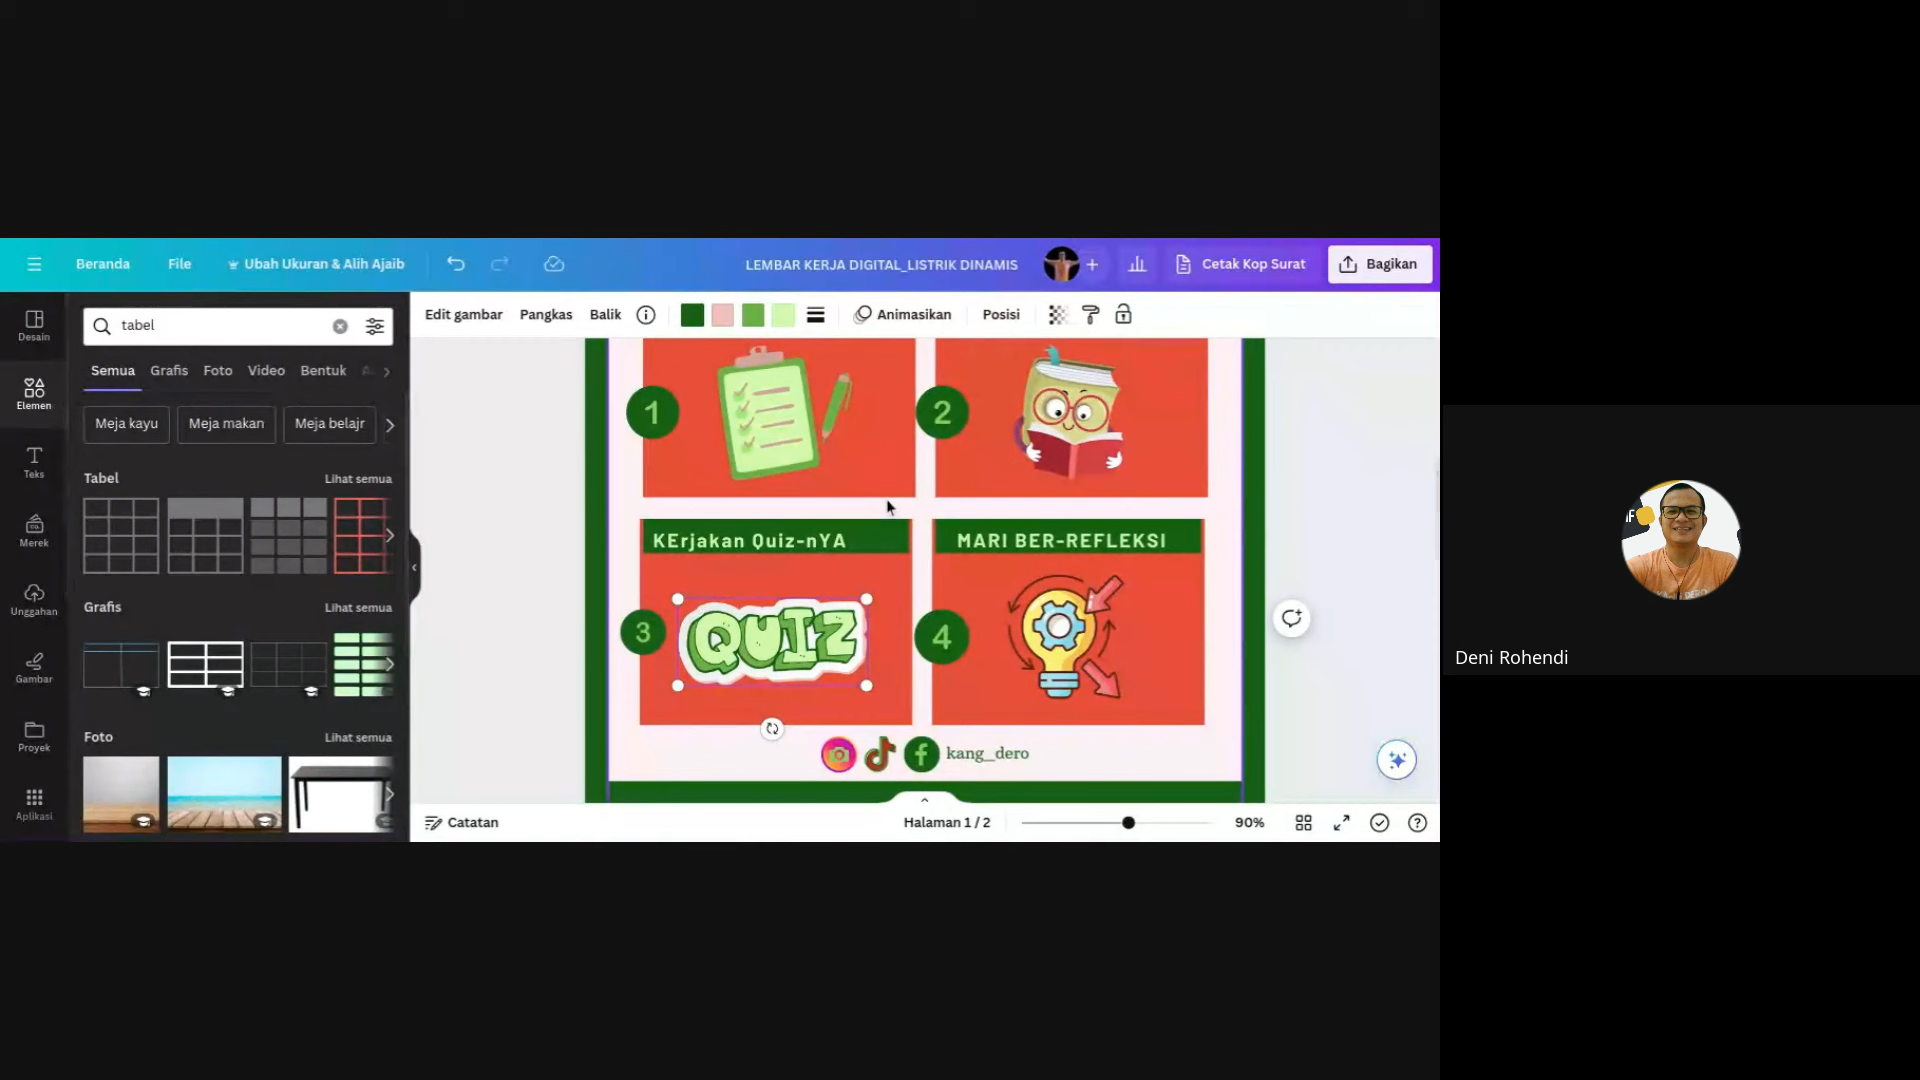 Beranda
File
Ubah Ukuran & Alih Ajaib
LEMBAR KERJA DIGITAL_LISTRIK DINAMIS
Cetak Kop Surat
Bagikan
Desain
Elemen
Teks
Merek
Unggahan
Gambar
Proyek
Aplikasi
tabel
Semua
Grafis
Foto
Video
Bentuk
Meja kayu
Meja makan
Meja belajr
Tabel
Lihat semua
Grafis
Lihat semua
Foto
Lihat semua
Edit gambar
Pangkas
Balik
Animasikan
Posisi
1
2
KErjakan Quiz-nYA
MARI BER-REFLEKSI
3
QUIZ
4
kang_dero
Catatan
Halaman 1 / 2
90%
Deni Rohendi